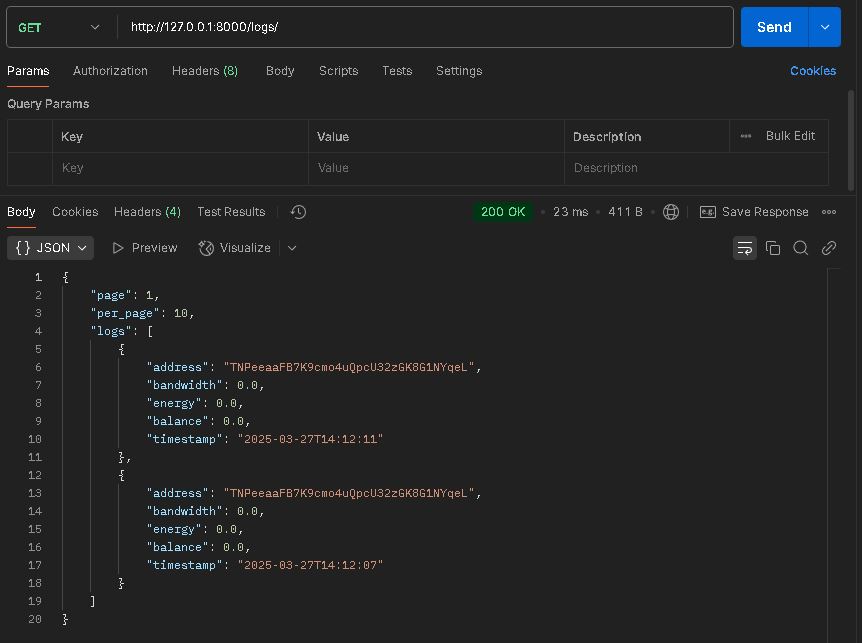 GET http://127.0.0.1:8000/logs/ Send
Params Authorization Headers (8) Body Scripts Tests Settings Cookies
Query Params
Key Value Description ••• Bulk Edit
Key Value Description
Body Cookies Headers (4) Test Results 200 OK • 23 ms • 411 B • e.g. Save Response •••
{} JSON Preview Visualize
1 {
2 "page": 1,
3 "per_page": 10,
4 "logs": [
5 {
6 "address": "TNPeeaaFB7K9cmo4uQpcU32zGK8G1NYqeL",
7 "bandwidth": 0.0,
8 "energy": 0.0,
9 "balance": 0.0,
10 "timestamp": "2025-03-27T14:12:11"
11 },
12 {
13 "address": "TNPeeaaFB7K9cmo4uQpcU32zGK8G1NYqeL",
14 "bandwidth": 0.0,
15 "energy": 0.0,
16 "balance": 0.0,
17 "timestamp": "2025-03-27T14:12:07"
18 }
19 ]
20 }